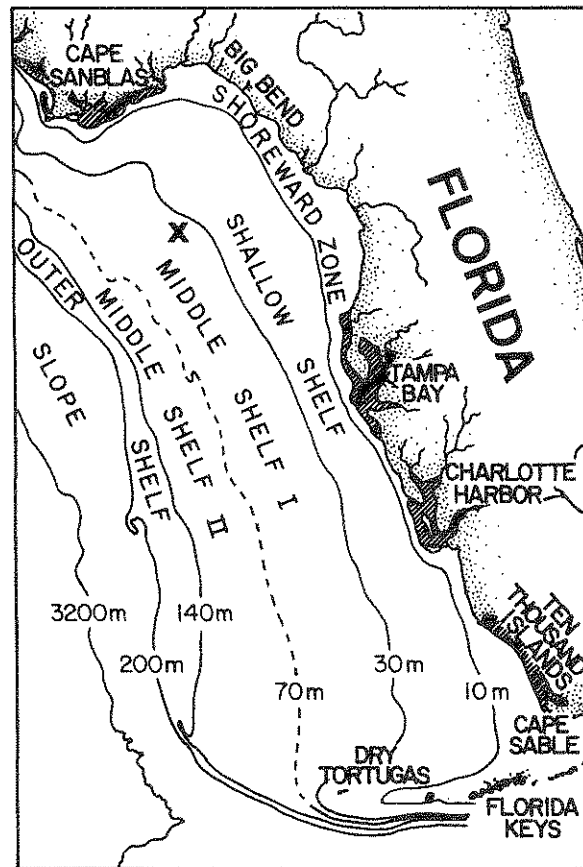 CAPE
SANBLAS
BIG BEND
SHOREWARD ZONE
FLORIDA
SHALLOW SHELF
X
MIDDLE SHELF I
MIDDLE SHELF II
OUTER SHELF
SLOPE
TAMPA
BAY
CHARLOTTE
HARBOR
TEN
THOUSAND
ISLANDS
3200m
140m
200m
70m
30m
10m
CAPE
SABLE
DRY
TORTUGAS
FLORIDA
KEYS